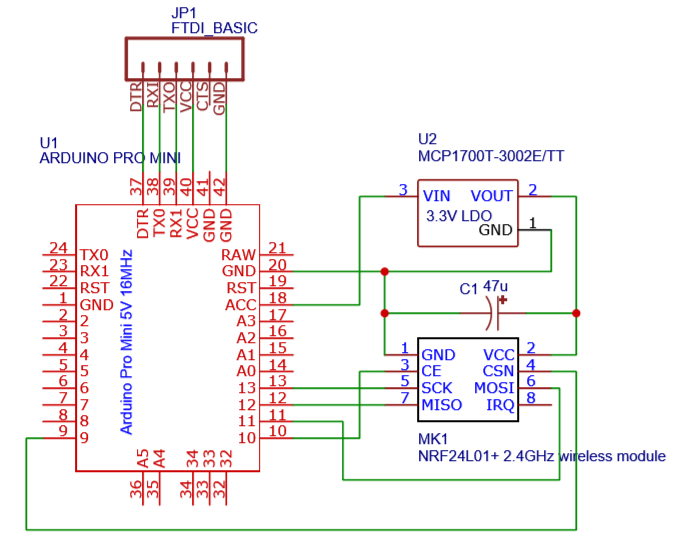 JP1
FTDI_BASIC
DTR
RXI
TXO
VCC
CTS
GND
U1
ARDUINO PRO MINI
37
38
39
40
41
42
DTR
TX0
RX1
VCC
GND
GND
24 TX0
23 RX1
22 RST
1 GND
2 2
3 3
4 4
5 5
6 6
7 7
8 8
9 9
Arduino Pro Mini 5V 16MHz
RAW 21
GND 20
RST 19
ACC 18
A3 17
A2 16
A1 15
A0 14
13 13
12 12
11 11
10 10
A5
A4
34
33
32
36
35
34
33
32
U2
MCP1700T-3002E/TT
3 VIN VOUT 2
3.3V LDO
GND 1
C1 47u
+
1 GND VCC 2
3 CE CSN 4
5 SCK MOSI 6
7 MISO IRQ 8
MK1
NRF24L01+ 2.4GHz wireless module